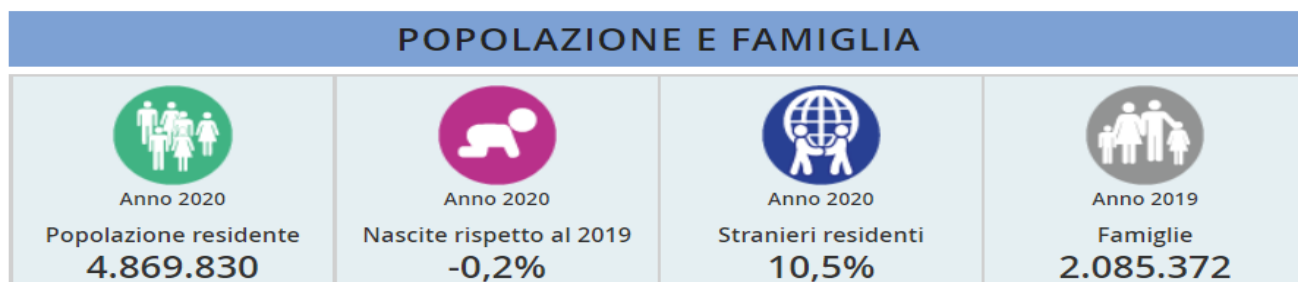 POPOLAZIONE E FAMIGLIA
Anno 2020
Popolazione residente
4.869.830
Anno 2020
Nascite rispetto al 2019
-0,2%
Anno 2020
Stranieri residenti
10,5%
Anno 2019
Famiglie
2.085.372